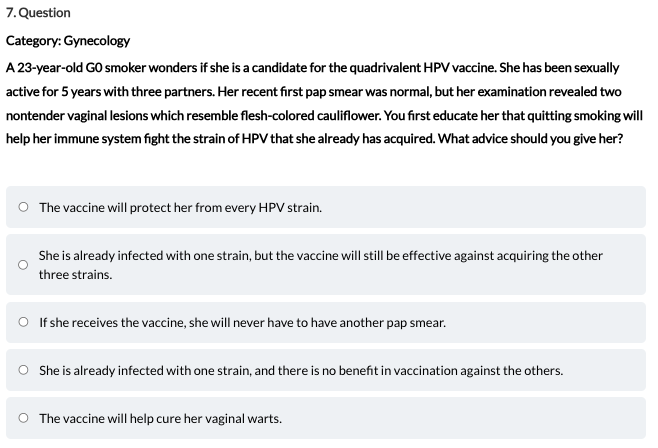 7. Question
Category: Gynecology
A 23-year-old G0 smoker wonders if she is a candidate for the quadrivalent HPV vaccine. She has been sexually
active for 5 years with three partners. Her recent first pap smear was normal, but her examination revealed two
nontender vaginal lesions which resemble flesh-colored cauliflower. You first educate her that quitting smoking will
help her immune system fight the strain of HPV that she already has acquired. What advice should you give her?
The vaccine will protect her from every HPV strain.
She is already infected with one strain, but the vaccine will still be effective against acquiring the other
three strains.
If she receives the vaccine, she will never have to have another pap smear.
She is already infected with one strain, and there is no benefit in vaccination against the others.
The vaccine will help cure her vaginal warts.